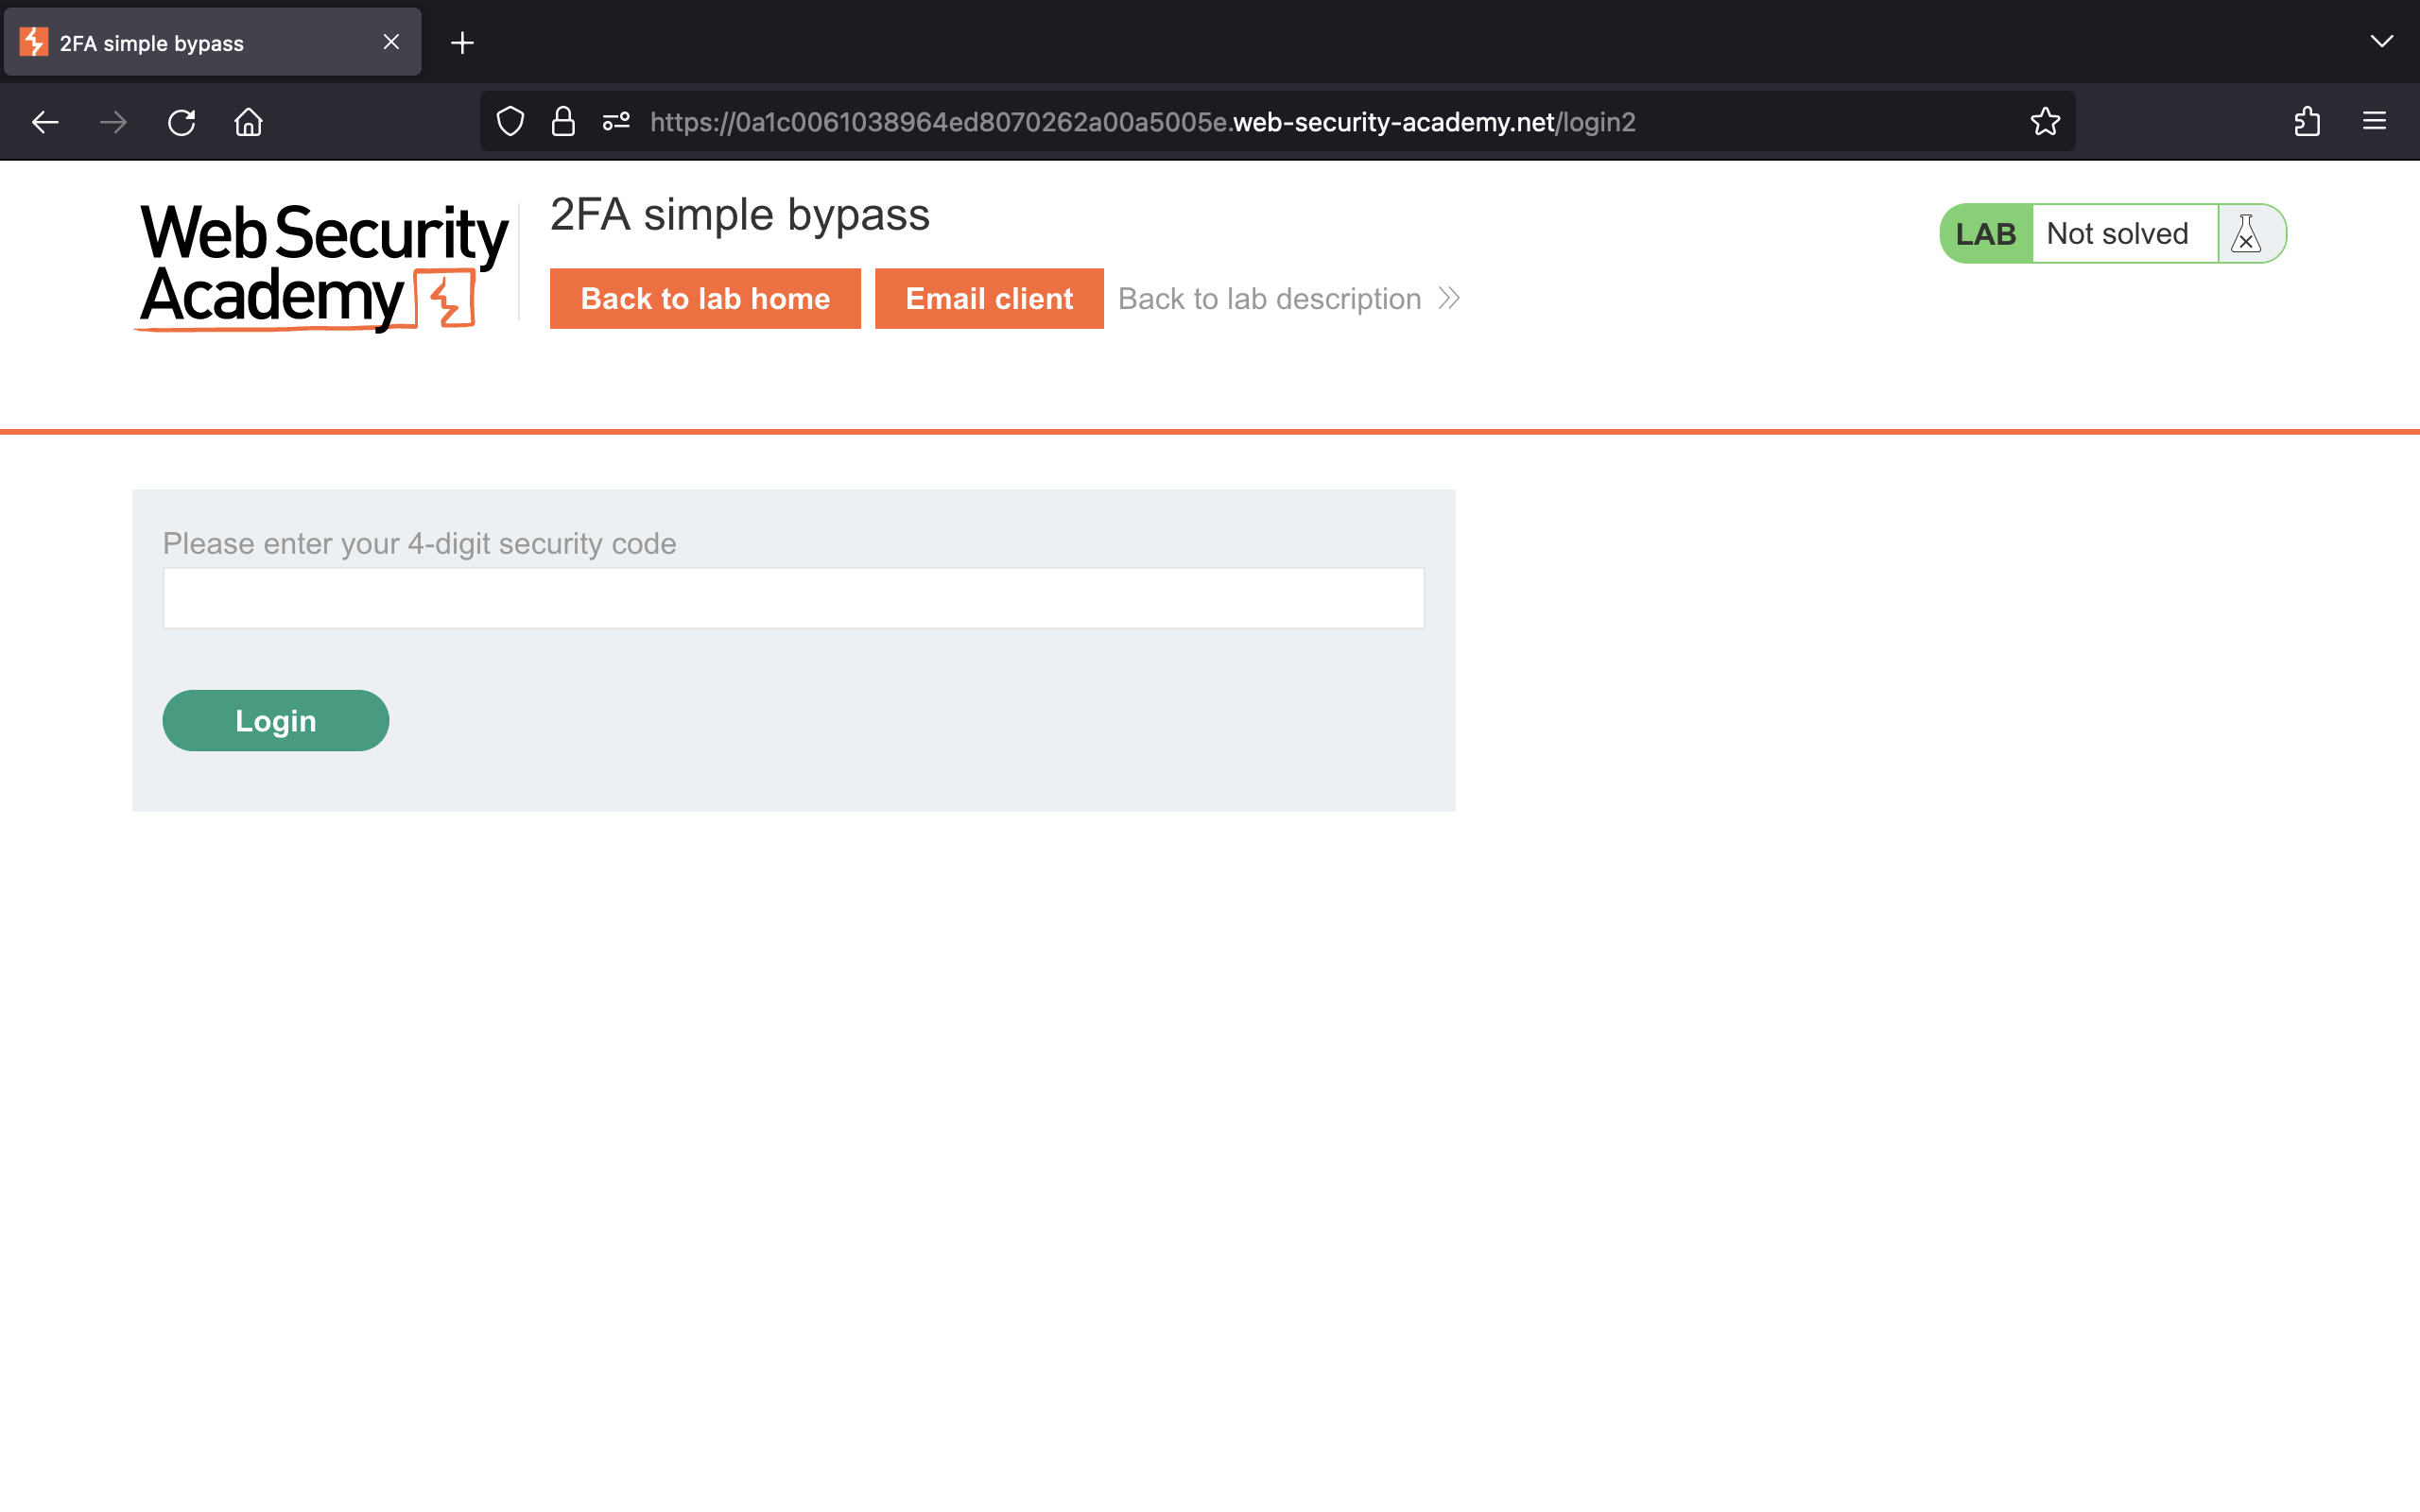 2FA simple bypass
https://0a1c0061038964ed8070262a00a5005e.web-security-academy.net/login2
Web Security
Academy
2FA simple bypass
Back to lab home
Email client
Back to lab description
LAB
Not solved
Please enter your 4-digit security code
Login